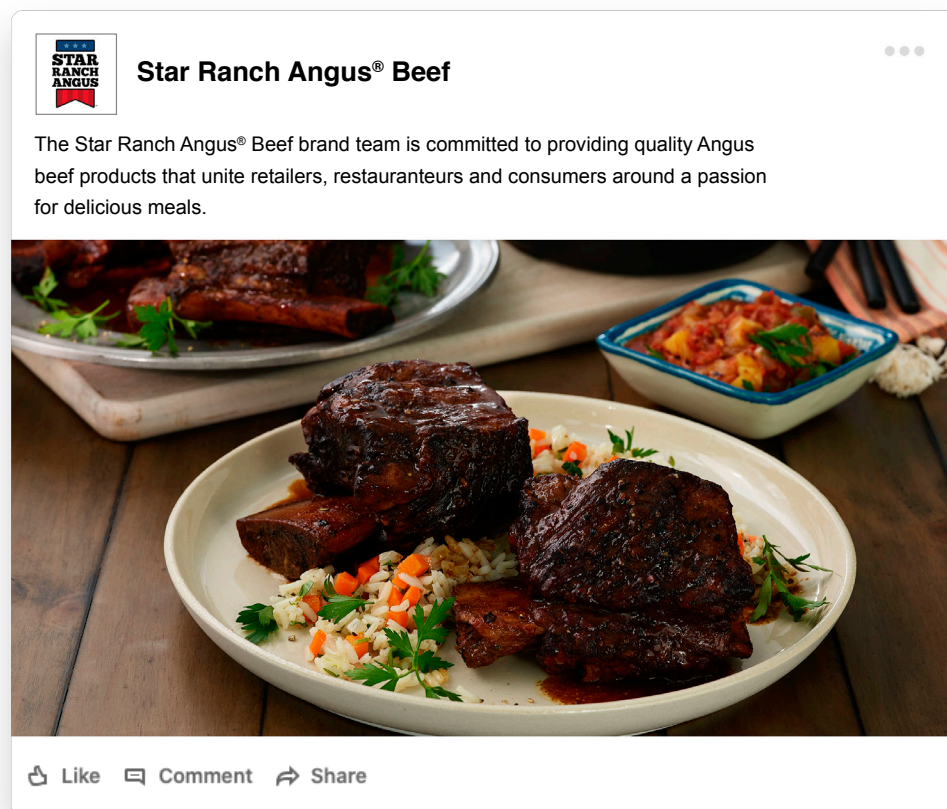 STAR
RANCH
ANGUS
Star Ranch Angus® Beef
The Star Ranch Angus® Beef brand team is committed to providing quality Angus
beef products that unite retailers, restauranteurs and consumers around a passion
for delicious meals.
Like Comment Share